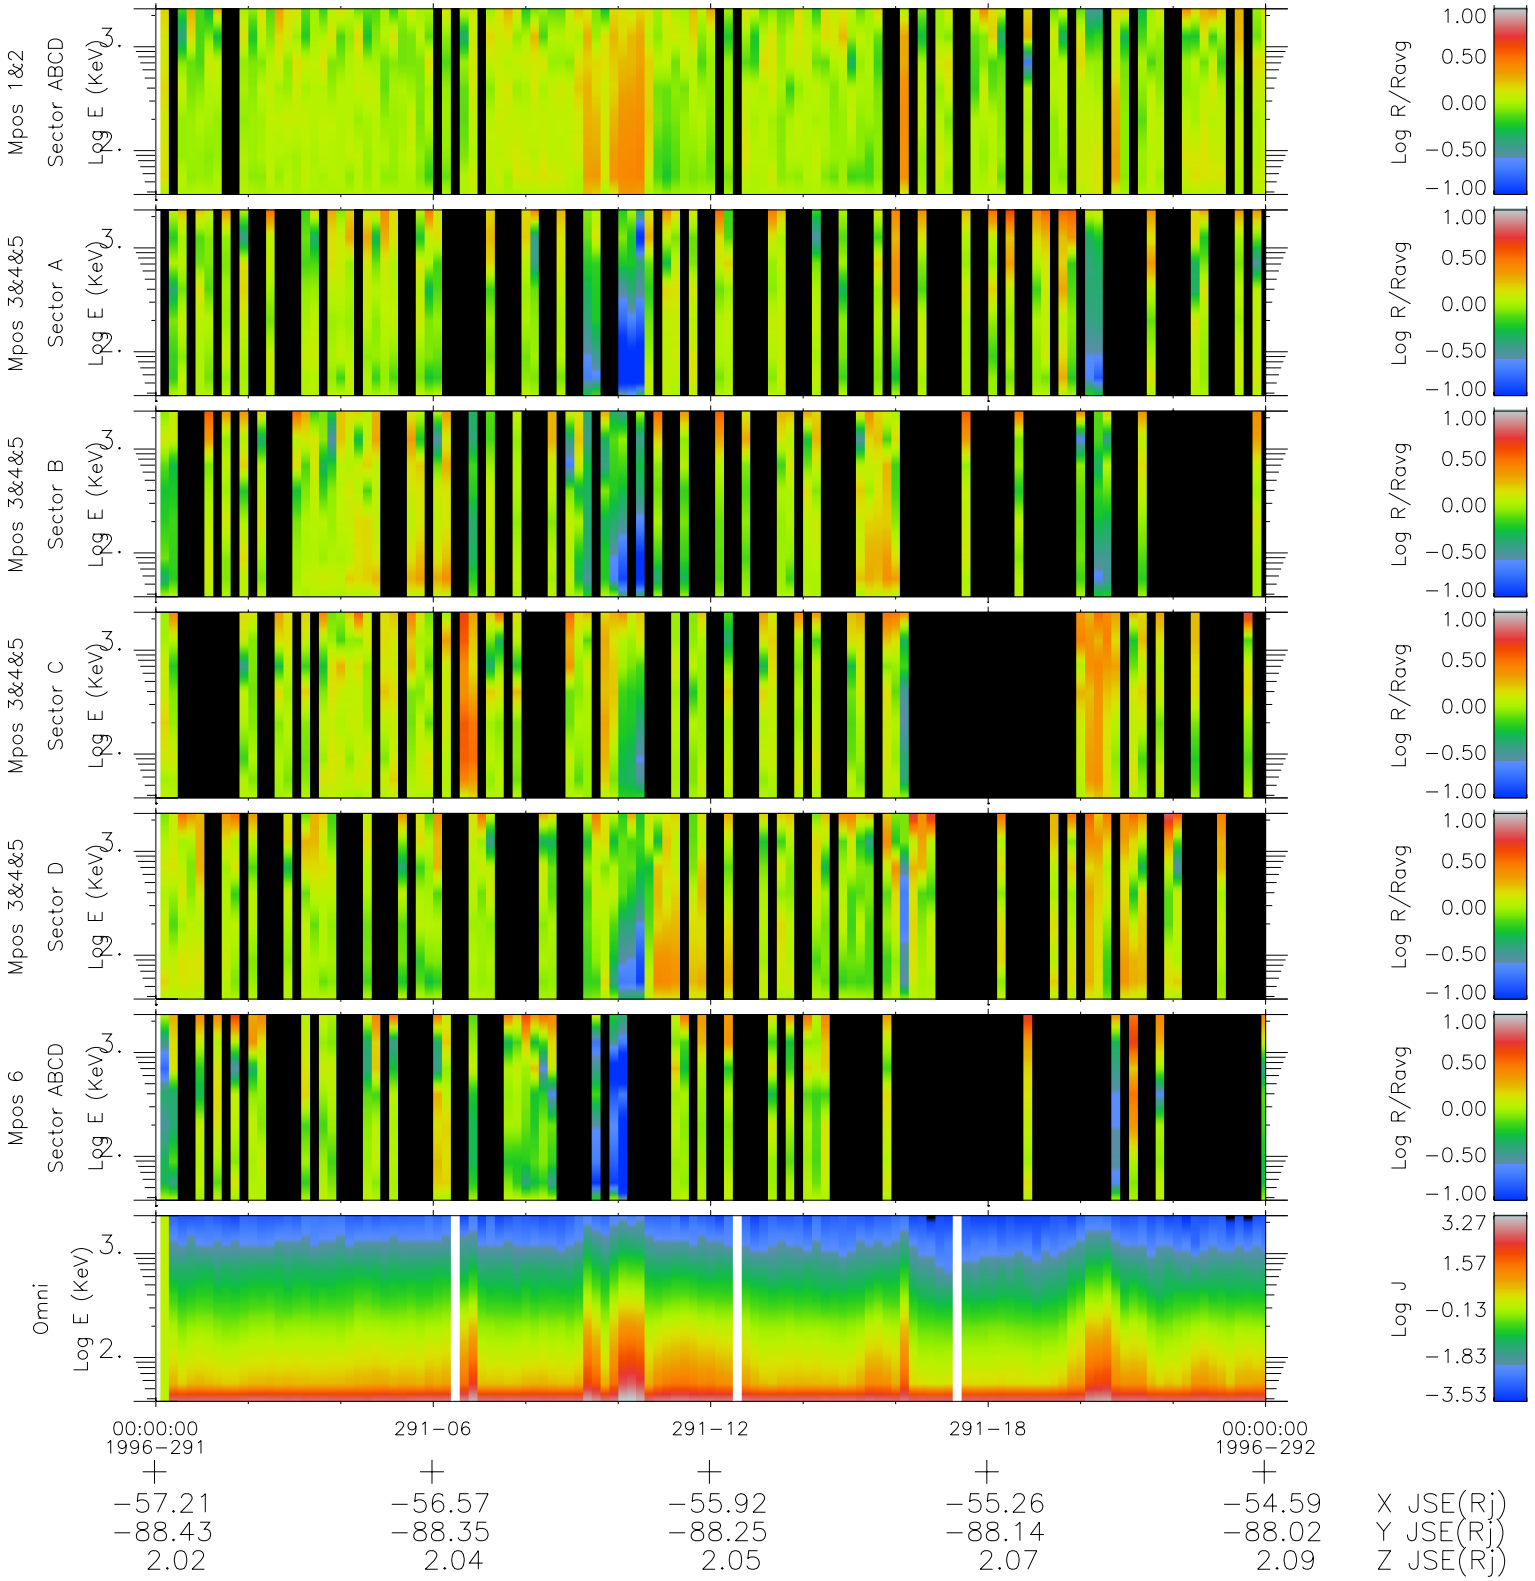 Mpos 1&2
Sector ABCD
Log E (KeV)
3.
2.
Log R/Ravg
1.00
0.50
0.00
−0.50
−1.00
Mpos 3&4&5
Sector A
Log E (KeV)
3.
2.
Log R/Ravg
1.00
0.50
0.00
−0.50
−1.00
Mpos 3&4&5
Sector B
Log E (KeV)
3.
2.
Log R/Ravg
1.00
0.50
0.00
−0.50
−1.00
Mpos 3&4&5
Sector C
Log E (KeV)
3.
2.
Log R/Ravg
1.00
0.50
0.00
−0.50
−1.00
Mpos 3&4&5
Sector D
Log E (KeV)
3.
2.
Log R/Ravg
1.00
0.50
0.00
−0.50
−1.00
Mpos 6
Sector ABCD
Log E (KeV)
3.
2.
Log R/Ravg
1.00
0.50
0.00
−0.50
−1.00
Omni
Log E (KeV)
3.
2.
Log J
3.27
1.57
−0.13
−1.83
−3.53
00:00:00 291−06 291−12 291−18 00:00:00
1996−291 1996−292
−57.21 −56.57 −55.92 −55.26 −54.59 X JSE(Rj)
−88.43 −88.35 −88.25 −88.14 −88.02 Y JSE(Rj)
2.02 2.04 2.05 2.07 2.09 Z JSE(Rj)